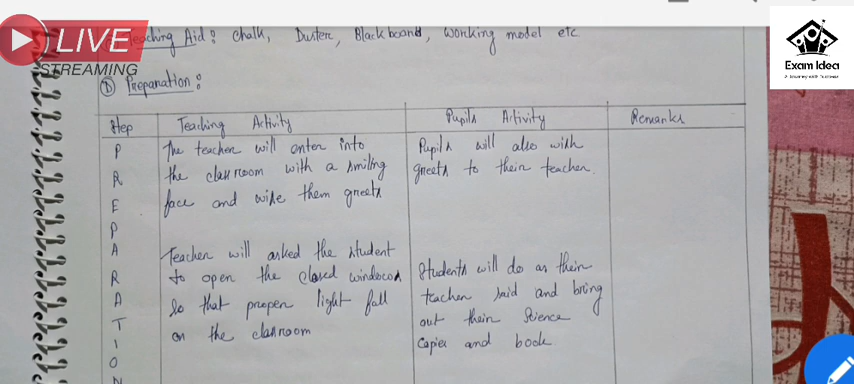 LIVE
STREAMING
Teaching Aid: Chalk, Duster, Blackboard, Working model etc
Exam Idea
D Preparation:
Step Teaching Activity Pupils Activity Remarks
PREPARATION
The teacher will enter into
the classroom with a smiling
face and wise them greets
Teacher will asked the student
to open the closed windows
So that proper light fall
on the classroom
Pupils will also wish
greets to their teacher.
Students will do as their
teacher said and bring
out their Science
Copies and book